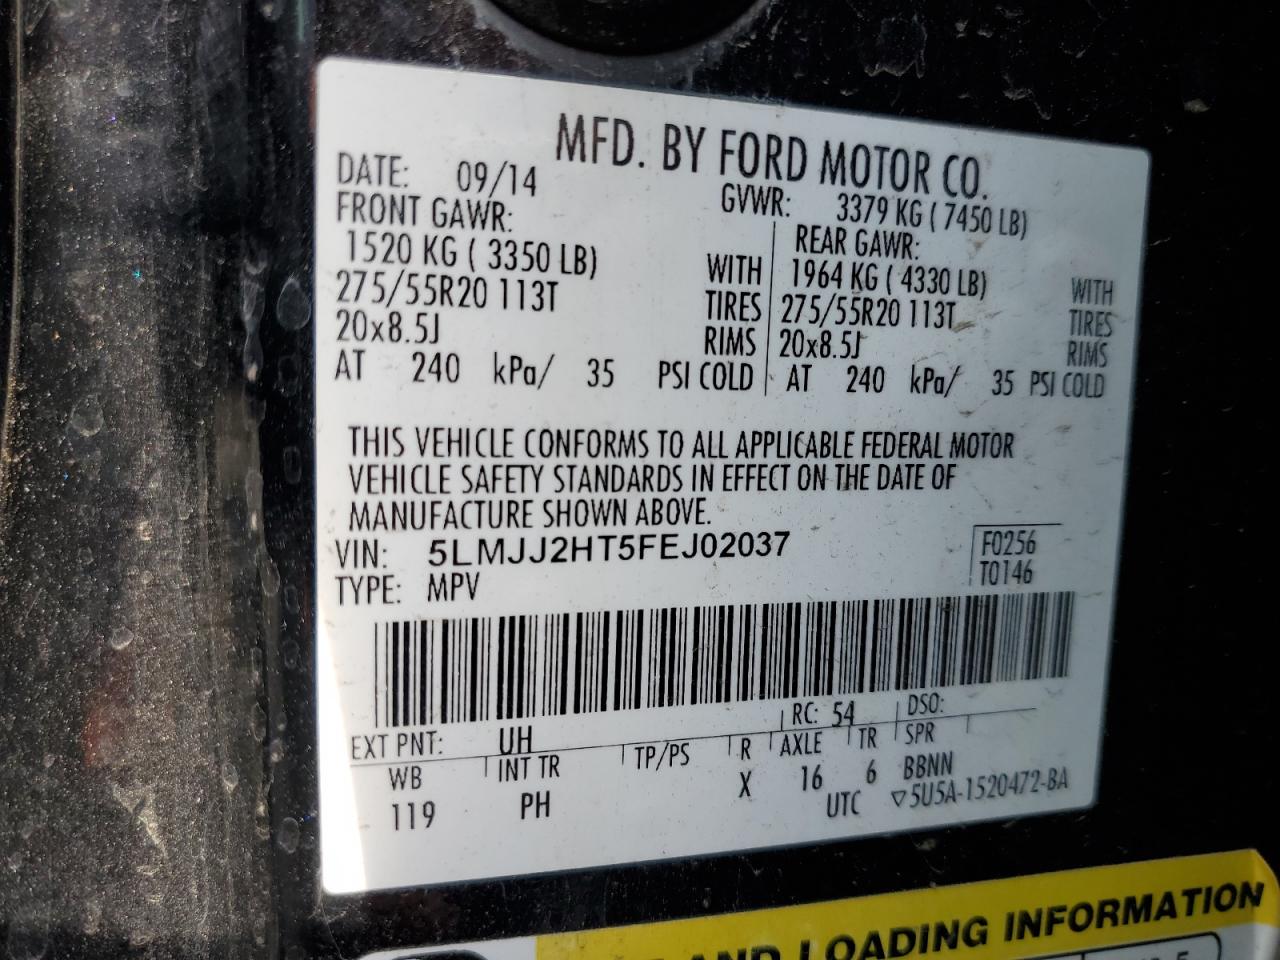 MFD. BY FORD MOTOR CO.
DATE: 09/14 GVWR: 3379 KG ( 7450 LB)
FRONT GAWR: REAR GAWR:
1520 KG ( 3350 LB) WITH 1964 KG ( 4330 LB) WITH
275/55R20 113T TIRES 275/55R20 113T TIRES
20x8.5J RIMS 20x8.5J RIMS
AT 240 kPa/ 35 PSI COLD AT 240 kPa/ 35 PSI COLD
THIS VEHICLE CONFORMS TO ALL APPLICABLE FEDERAL MOTOR
VEHICLE SAFETY STANDARDS IN EFFECT ON THE DATE OF
MANUFACTURE SHOWN ABOVE.
VIN: 5LMJJ2HT5FEJ02037 F0256
TYPE: MPV T0146
EXT PNT: UH RC: 54 DSO:
WB INT TR TP/PS R AXLE TR SPR
119 PH X 16 6 BBNN
UTC ▽5U5A-1520472-BA
AND LOADING INFORMATION